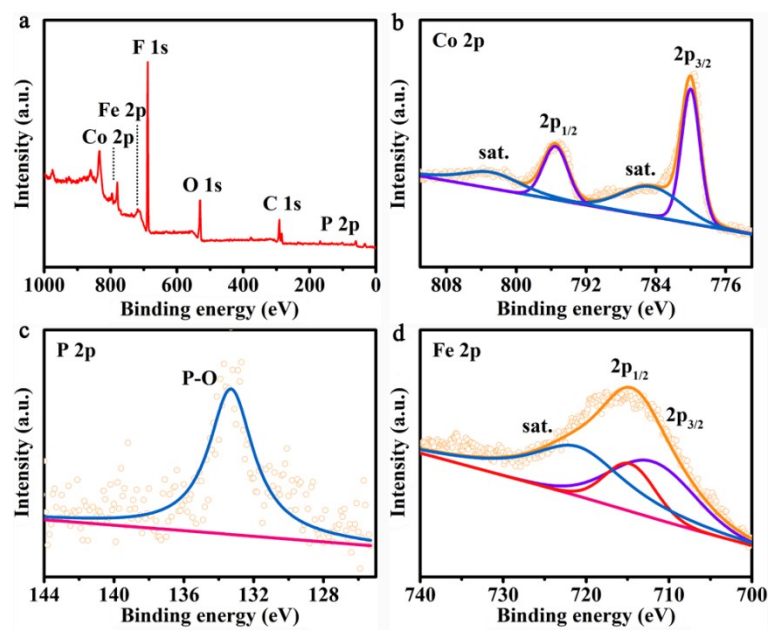 a
F 1s
Fe 2p
Co 2p
O 1s
C 1s
P 2p
Intensity (a.u.)
1000 800 600 400 200 0
Binding energy (eV)
b
Co 2p
2p3/2
2p1/2
sat.
sat.
Intensity (a.u.)
808 800 792 784 776
Binding energy (eV)
c
P 2p
P-O
Intensity (a.u.)
144 140 136 132 128
Binding energy (eV)
d
Fe 2p
2p1/2
2p3/2
sat.
Intensity (a.u.)
740 730 720 710 700
Binding energy (eV)